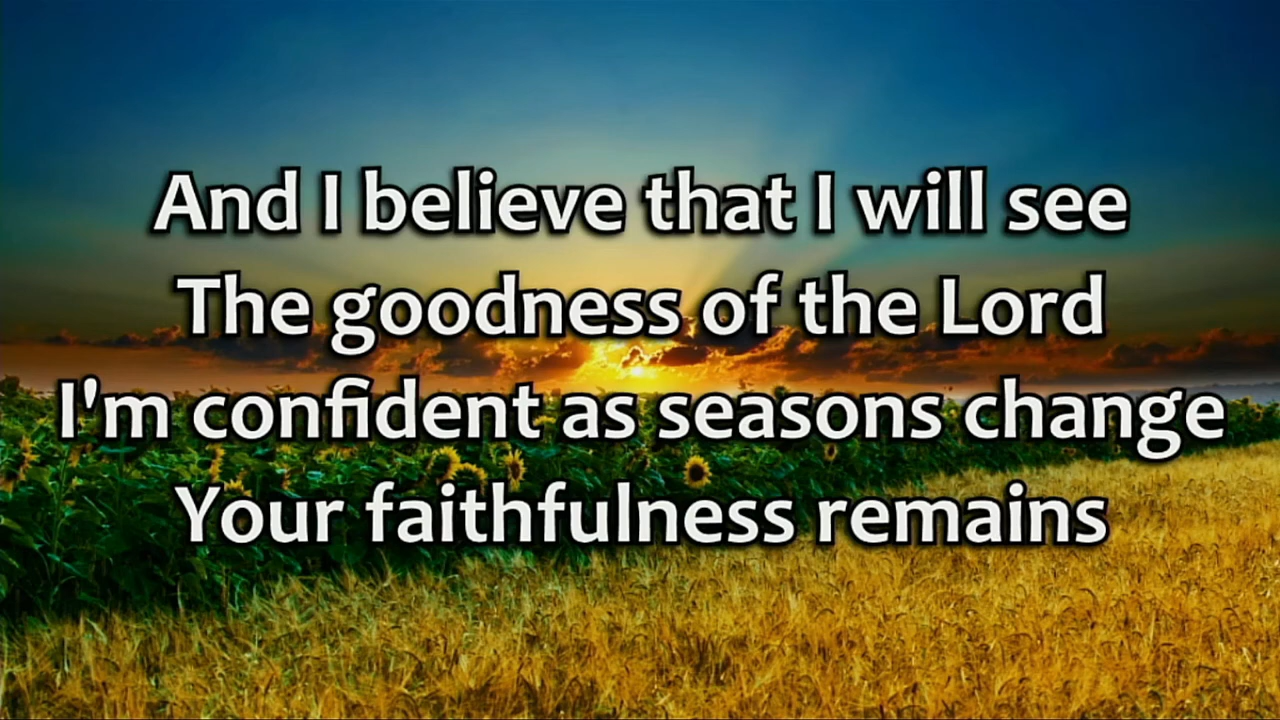 And I believe that I will see
The goodness of the Lord
I'm confident as seasons change
Your faithfulness remains